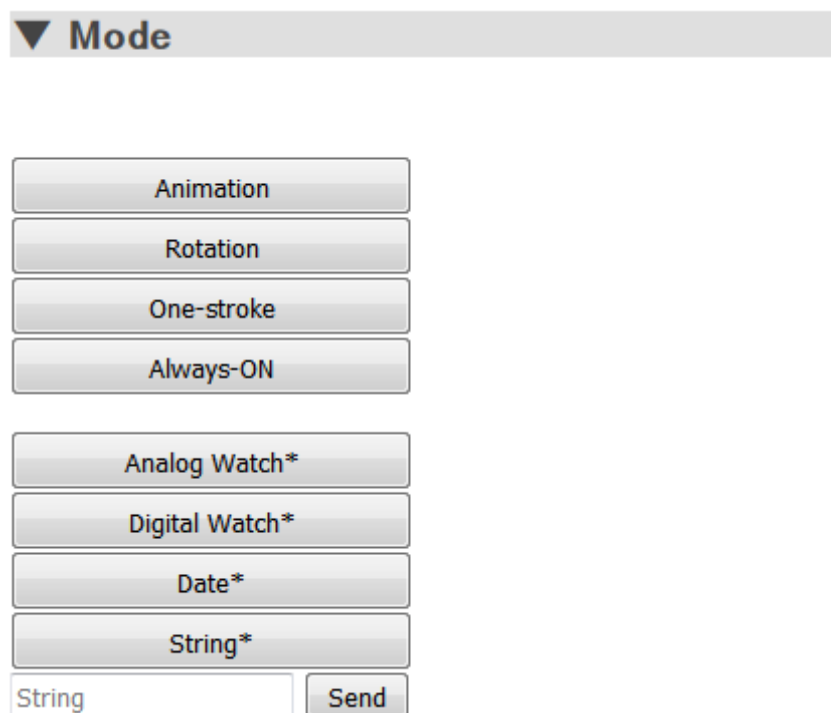 ▼ Mode
Animation
Rotation
One-stroke
Always-ON
Analog Watch*
Digital Watch*
Date*
String*
String Send